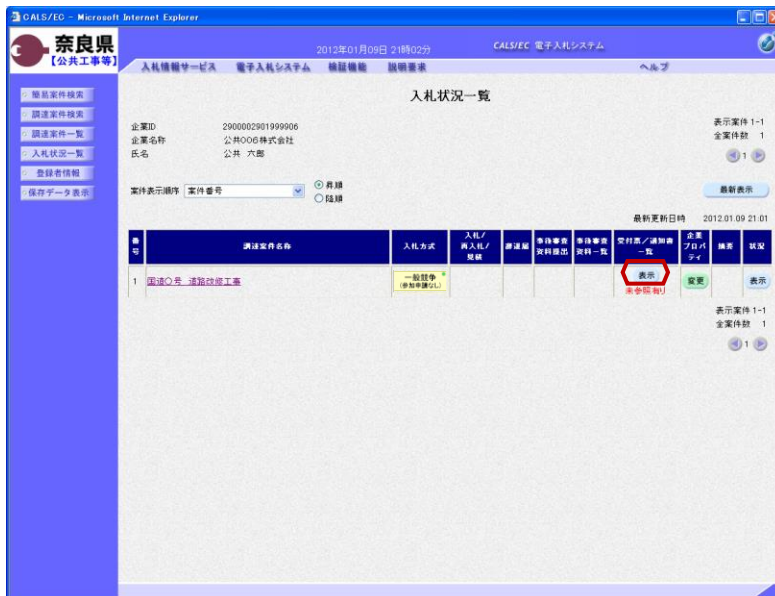 CALS/EC - Microsoft Internet Explorer
奈良県
【公共工事等】
2012年01月09日 21時02分
CALS/EC 電子入札システム
入札情報サービス 電子入札システム 検証機能 説明要求 ヘルプ
簡易案件検索
調達案件検索
調達案件一覧
入札状況一覧
登録者情報
保存データ表示
入札状況一覧
企業ID 2900002901999906
企業名称 公共006株式会社
氏名 公共 六郎
表示案件 1-1
全案件数 1
1
案件表示順序 案件番号
昇順
降順
最新表示
最新更新日時 2012.01.09 21:01
番号 調達案件名称 入札方式 入札/再入札/見積 辞退届 事後審査資料提出 事後審査資料一覧 受付票/通知書一覧 企業プロパティ 摘要 状況
1 国道〇号 道路改修工事 一般競争 (参加申請なし) 表示 未参照有り 変更 表示
表示案件 1-1
全案件数 1
1